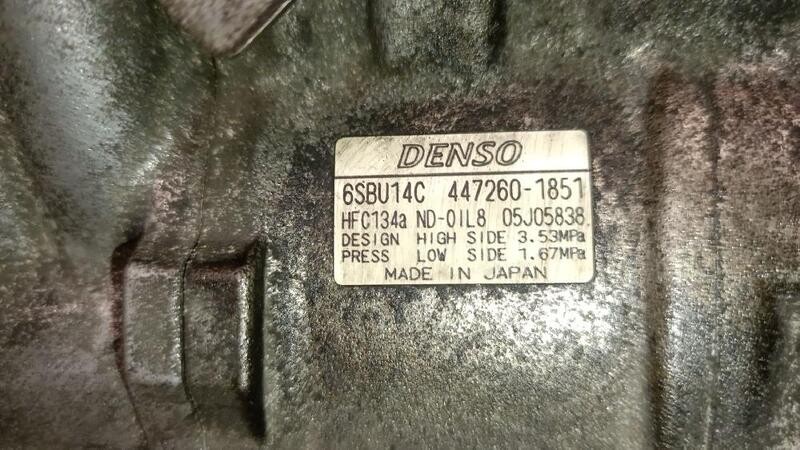 DENSO
6SBU14C 447260-1851
HFC134a ND-OIL8 05J05838
DESIGN HIGH SIDE 3.53MPa
PRESS LOW SIDE 1.67MPa
MADE IN JAPAN